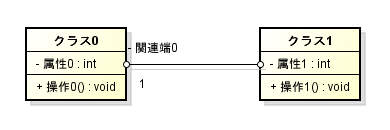 クラス0
- 属性0 : int
+ 操作0() : void
- 関連端0
1
クラス1
- 属性1 : int
+ 操作1() : void